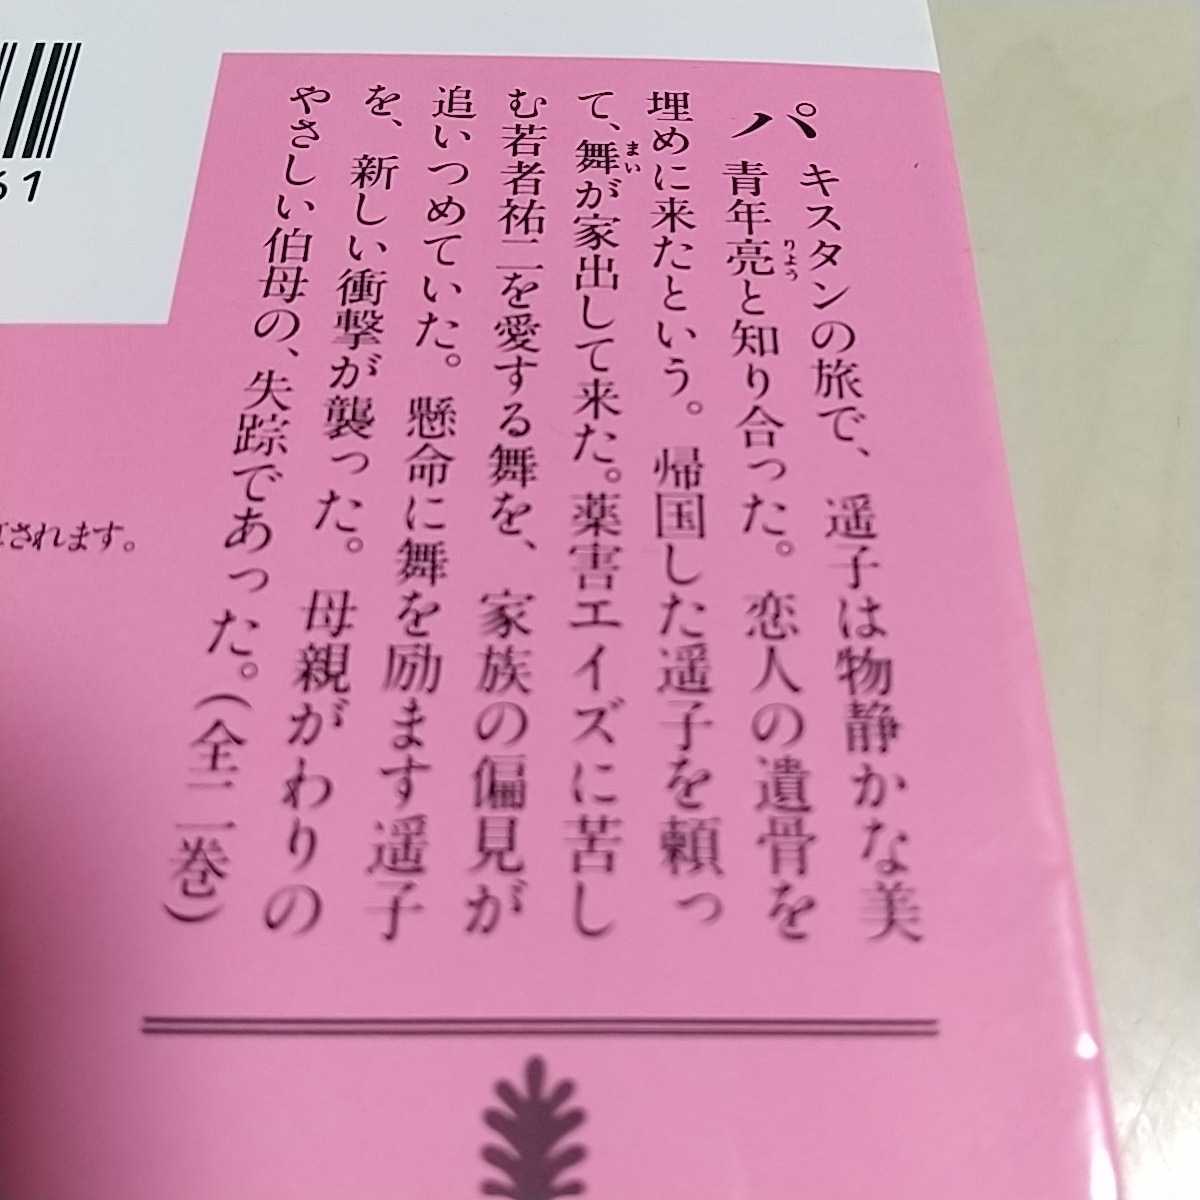 パキスタンの旅で、遥子は物静かな美
青年亮と知り合った。恋人の遺骨を
りょう
埋めに来たという。帰国した遥子を頼っ
て、舞が家出して来た。薬害エイズに苦し
まい
む若者祐二を愛する舞を、家族の偏見が
追いつめていた。懸命に舞を励ます遥子
を、新しい衝撃が襲った。母親がわりの
やさしい伯母の、失踪であった。(全二巻)
されます。
61